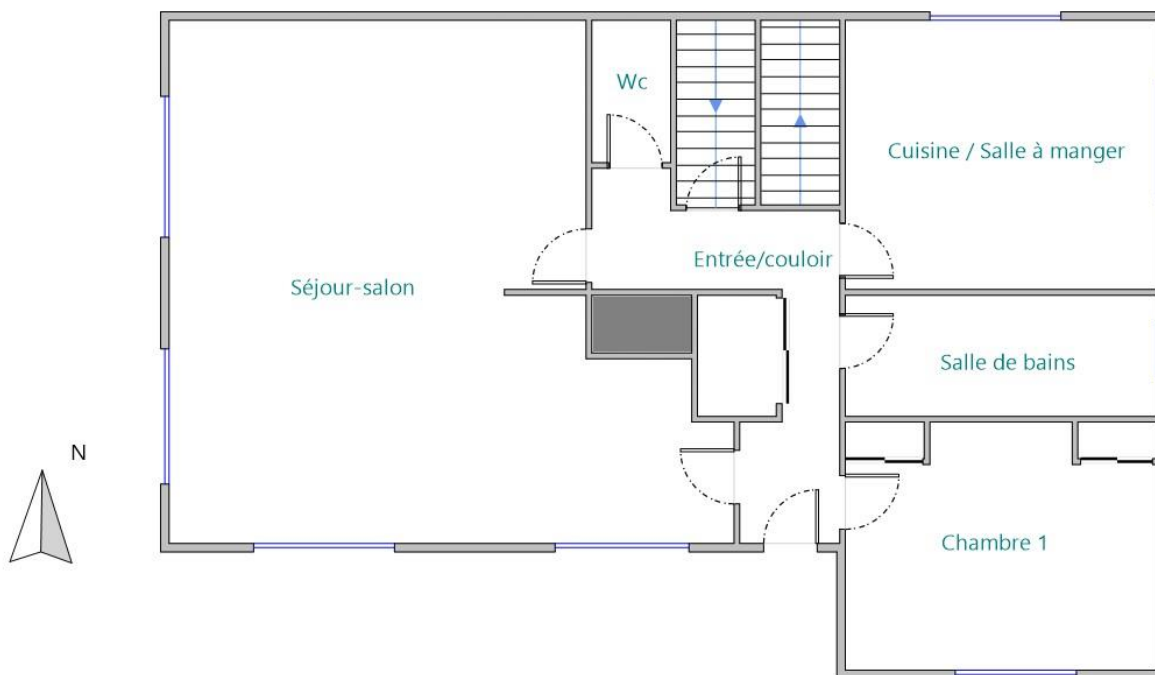 Wc
Cuisine / Salle à manger
Entrée/couloir
Séjour-salon
Salle de bains
N
Chambre 1